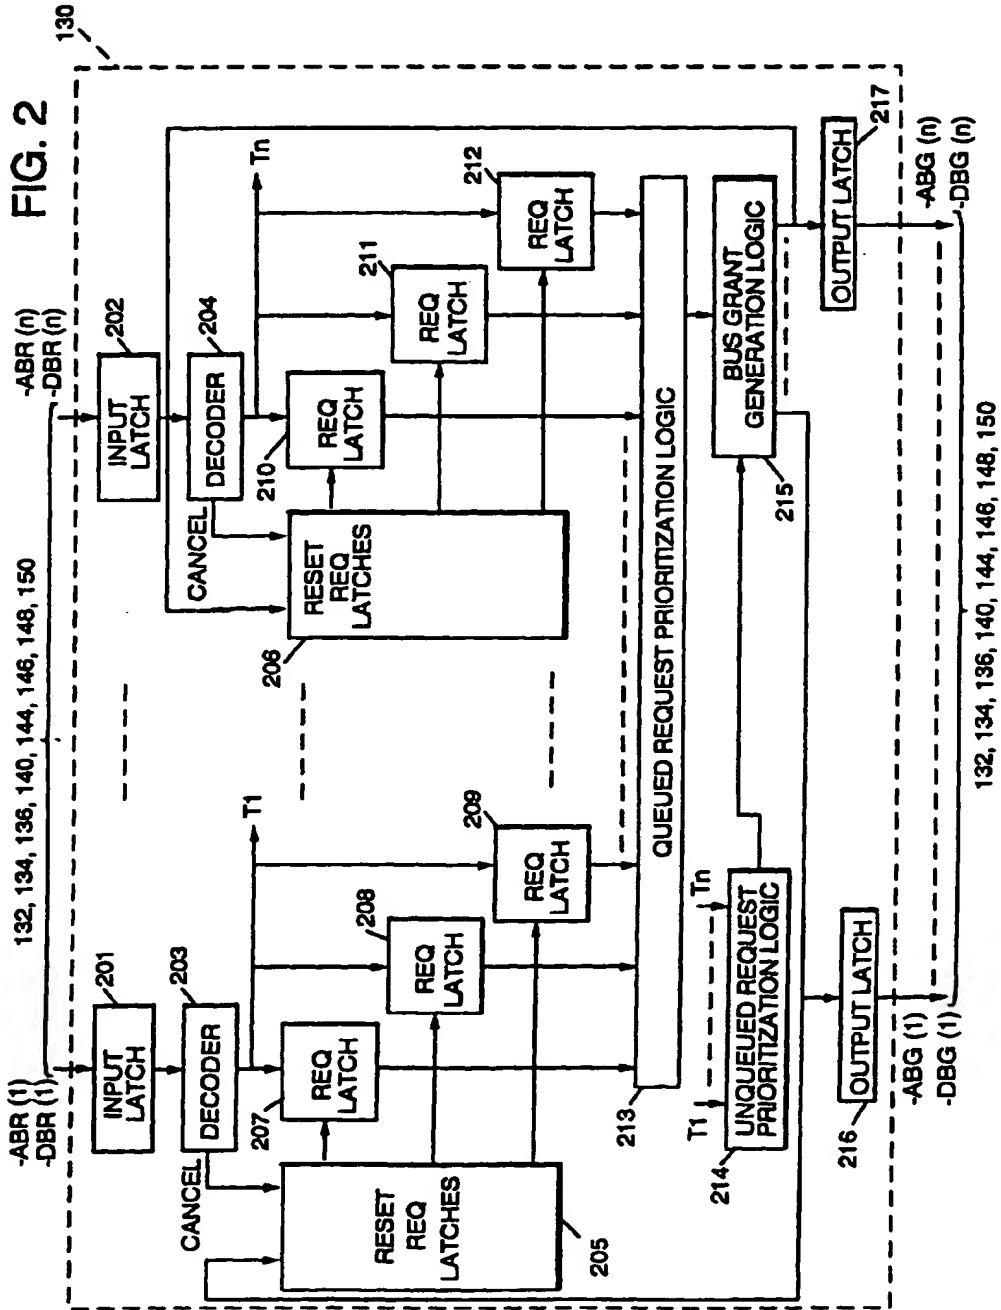 FIG. 2
130
132, 134, 136, 140, 144, 146, 148, 150
-ABR (1)
-DBR (1)
-ABR (n)
-DBR (n)
201
INPUT
LATCH
202
INPUT
LATCH
203
DECODER
204
DECODER
CANCEL
CANCEL
T1
Tn
RESET
REQ
LATCHES
205
RESET
REQ
LATCHES
206
207
REQ
LATCH
208
REQ
LATCH
209
REQ
LATCH
210
REQ
LATCH
211
REQ
LATCH
212
REQ
LATCH
213
QUEUED REQUEST PRIORITIZATION LOGIC
T1
Tn
214
UNQUEUED REQUEST
PRIORITIZATION LOGIC
215
BUS GRANT
GENERATION LOGIC
216
OUTPUT LATCH
217
OUTPUT LATCH
-ABG (1)
-DBG (1)
-ABG (n)
-DBG (n)
132, 134, 136, 140, 144, 146, 148, 150